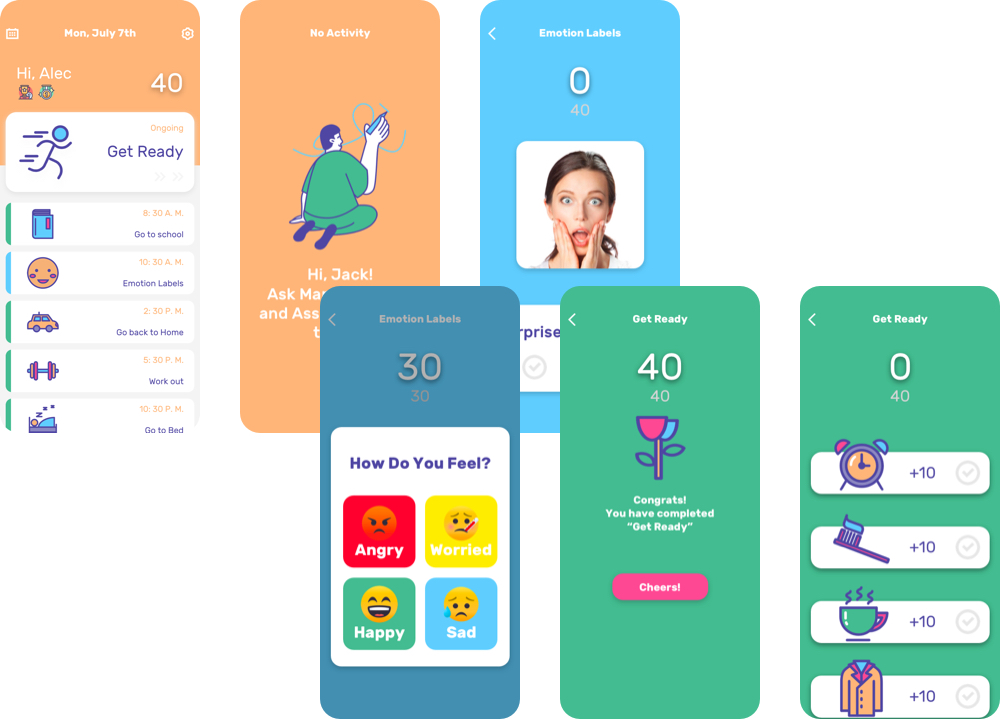 Mon, July 7th
Hi, Alec
40
Ongoing
Get Ready
8: 30 A. M.
Go to school
10: 30 A. M.
Emotion Labels
2: 30 P. M.
Go back to Home
5: 30 P. M.
Work out
10: 30 P. M.
Go to Bed
No Activity
Hi, Jack!
Ask Ma
and Ass
t
Emotion Labels
0
40
rprise
Emotion Labels
30
30
How Do You Feel?
Angry
Worried
Happy
Sad
Get Ready
40
40
Congrats!
You have completed
“Get Ready”
Cheers!
Get Ready
0
40
+10
+10
+10
+10